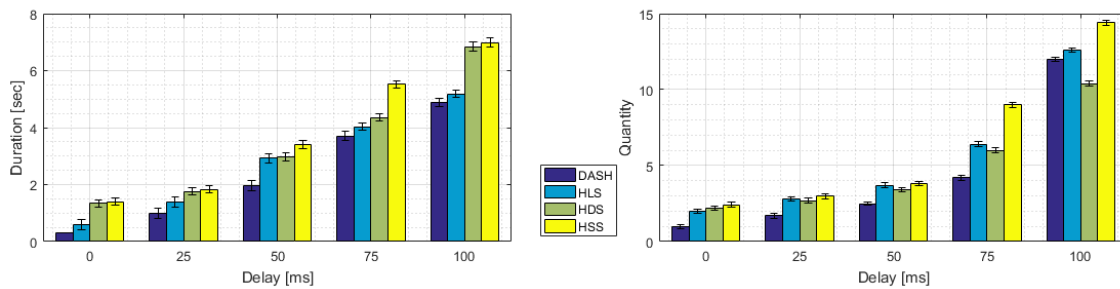 Duration [sec]
8
6
4
2
0
0 25 50 75 100
Delay [ms]
DASH
HLS
HDS
HSS
Quantity
15
10
5
0
0 25 50 75 100
Delay [ms]